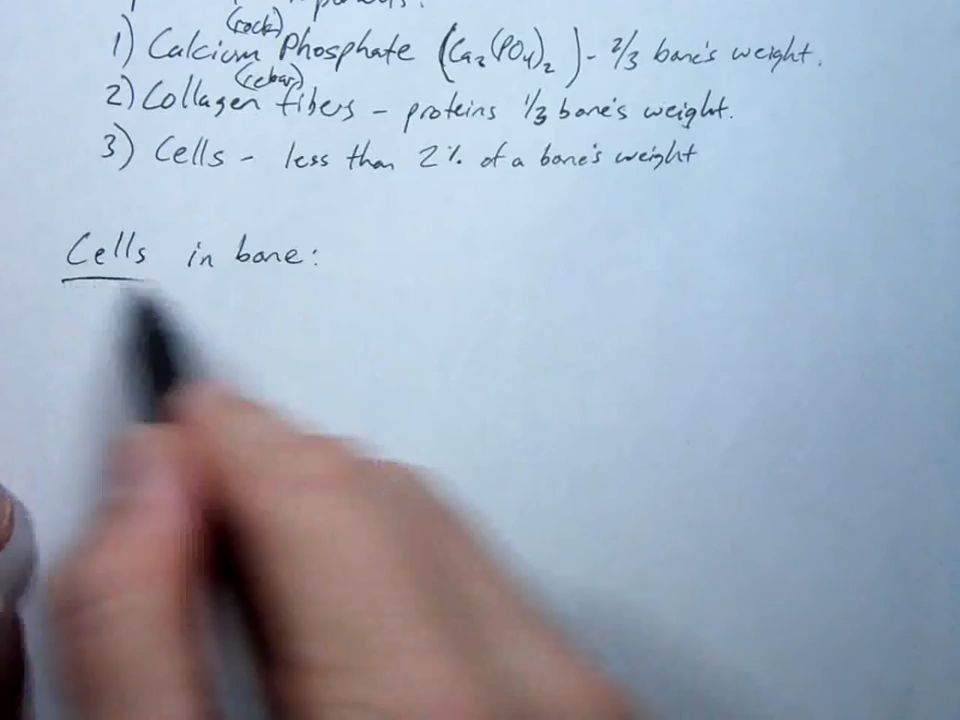 1) Calcium (rock) Phosphate (Ca2(PO4)2) - 2/3 bone's weight.
2) Collagen (rebar) fibers - proteins 1/3 bone's weight.
3) Cells - less than 2% of a bone's weight
Cells in bone: